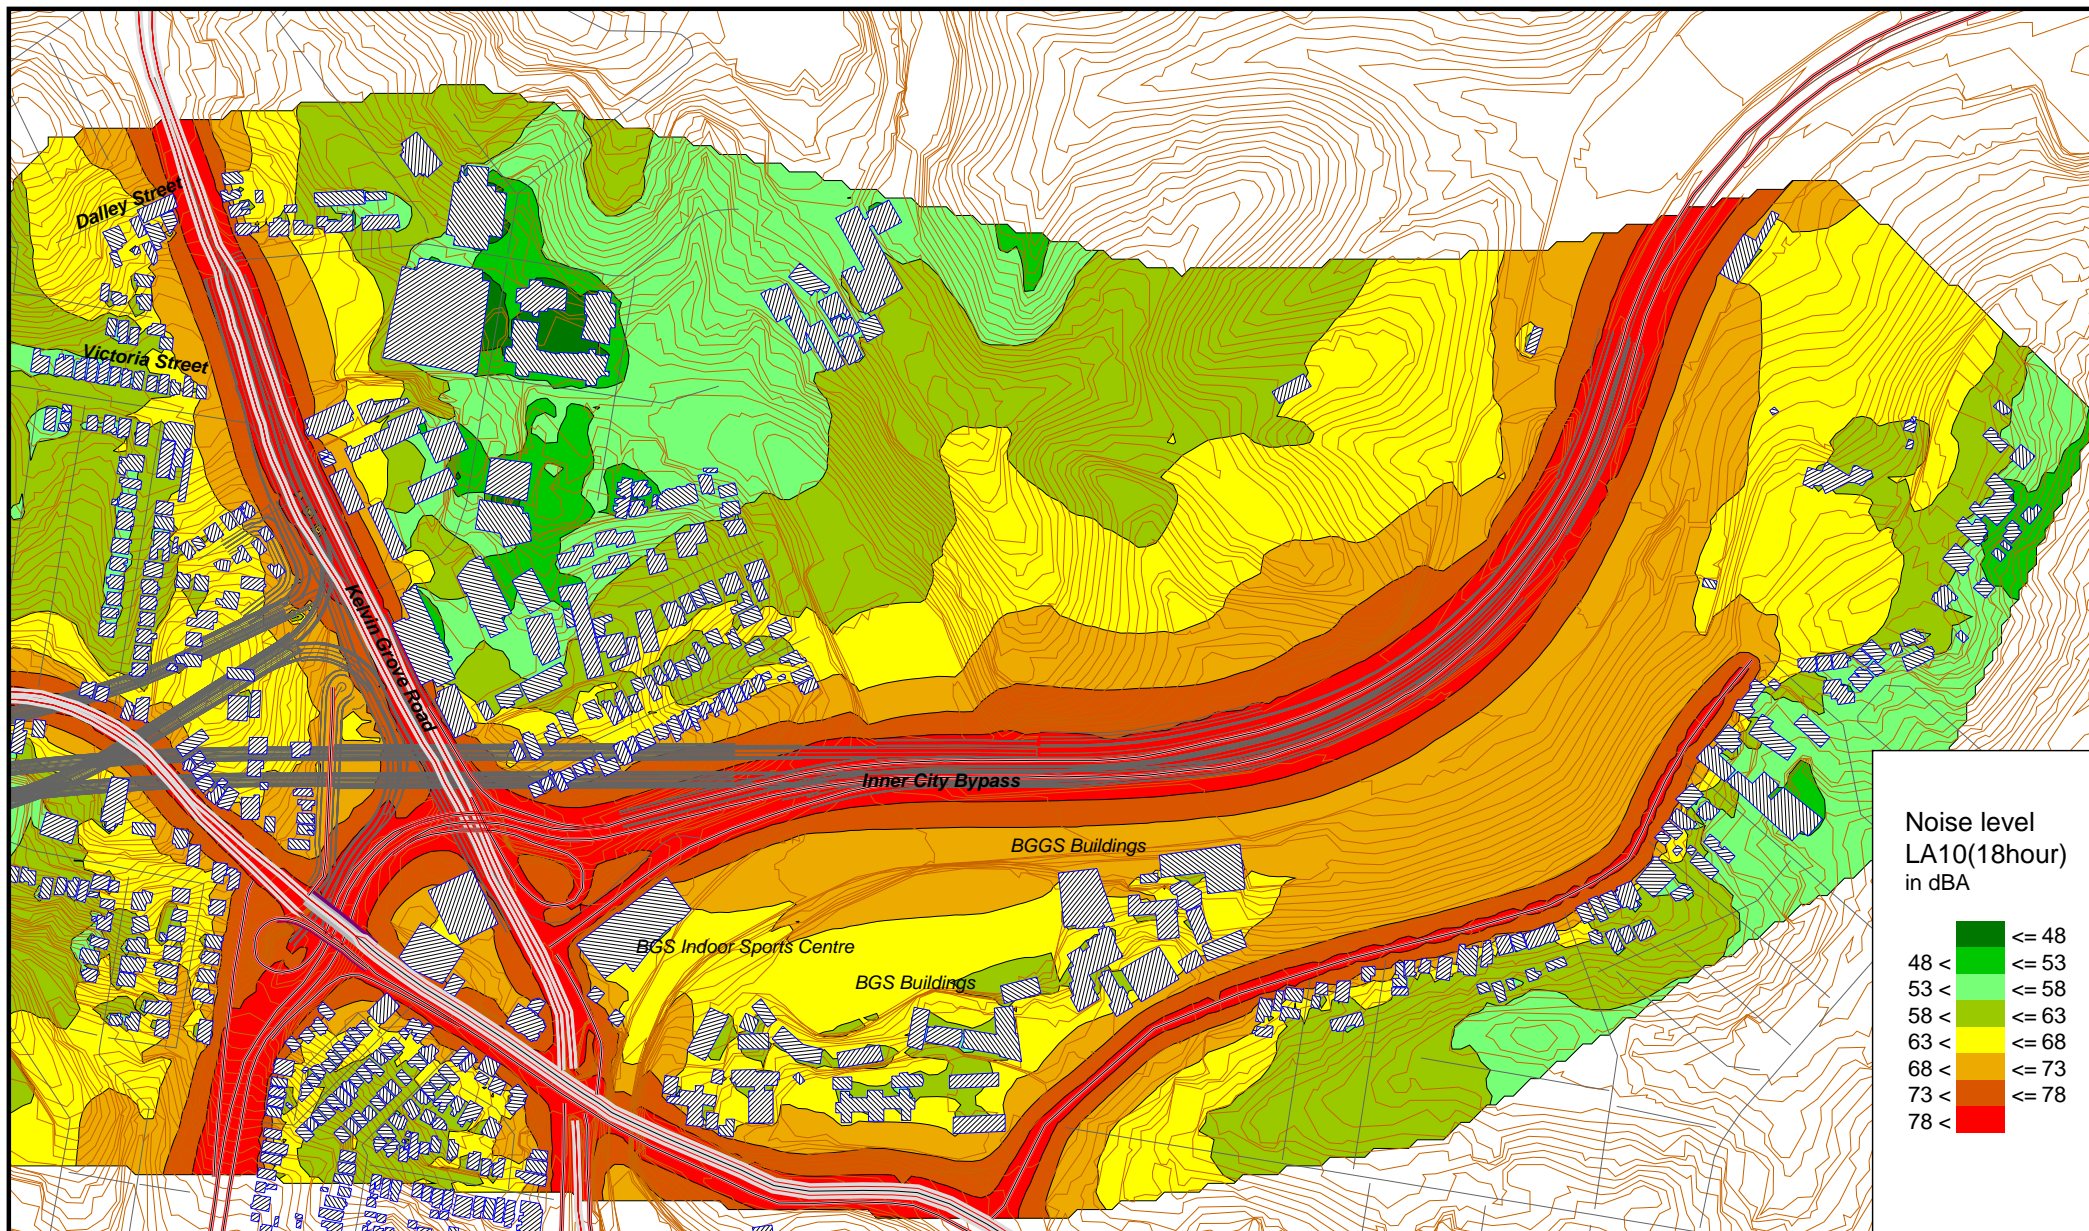 Dalley Street
Victoria Street
Kelvin Grove Road
Inner City Bypass
BGGS Buildings
BGS Indoor Sports Centre
BGS Buildings
Noise level
LA10(18hour)
in dBA
<= 48
48 < <= 53
53 < <= 58
58 < <= 63
63 < <= 68
68 < <= 73
73 < <= 78
78 <